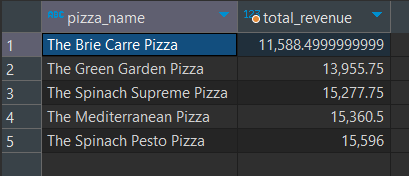 ABC pizza_name 123 total_revenue
1 The Brie Carre Pizza 11,588.4999999999
2 The Green Garden Pizza 13,955.75
3 The Spinach Supreme Pizza 15,277.75
4 The Mediterranean Pizza 15,360.5
5 The Spinach Pesto Pizza 15,596